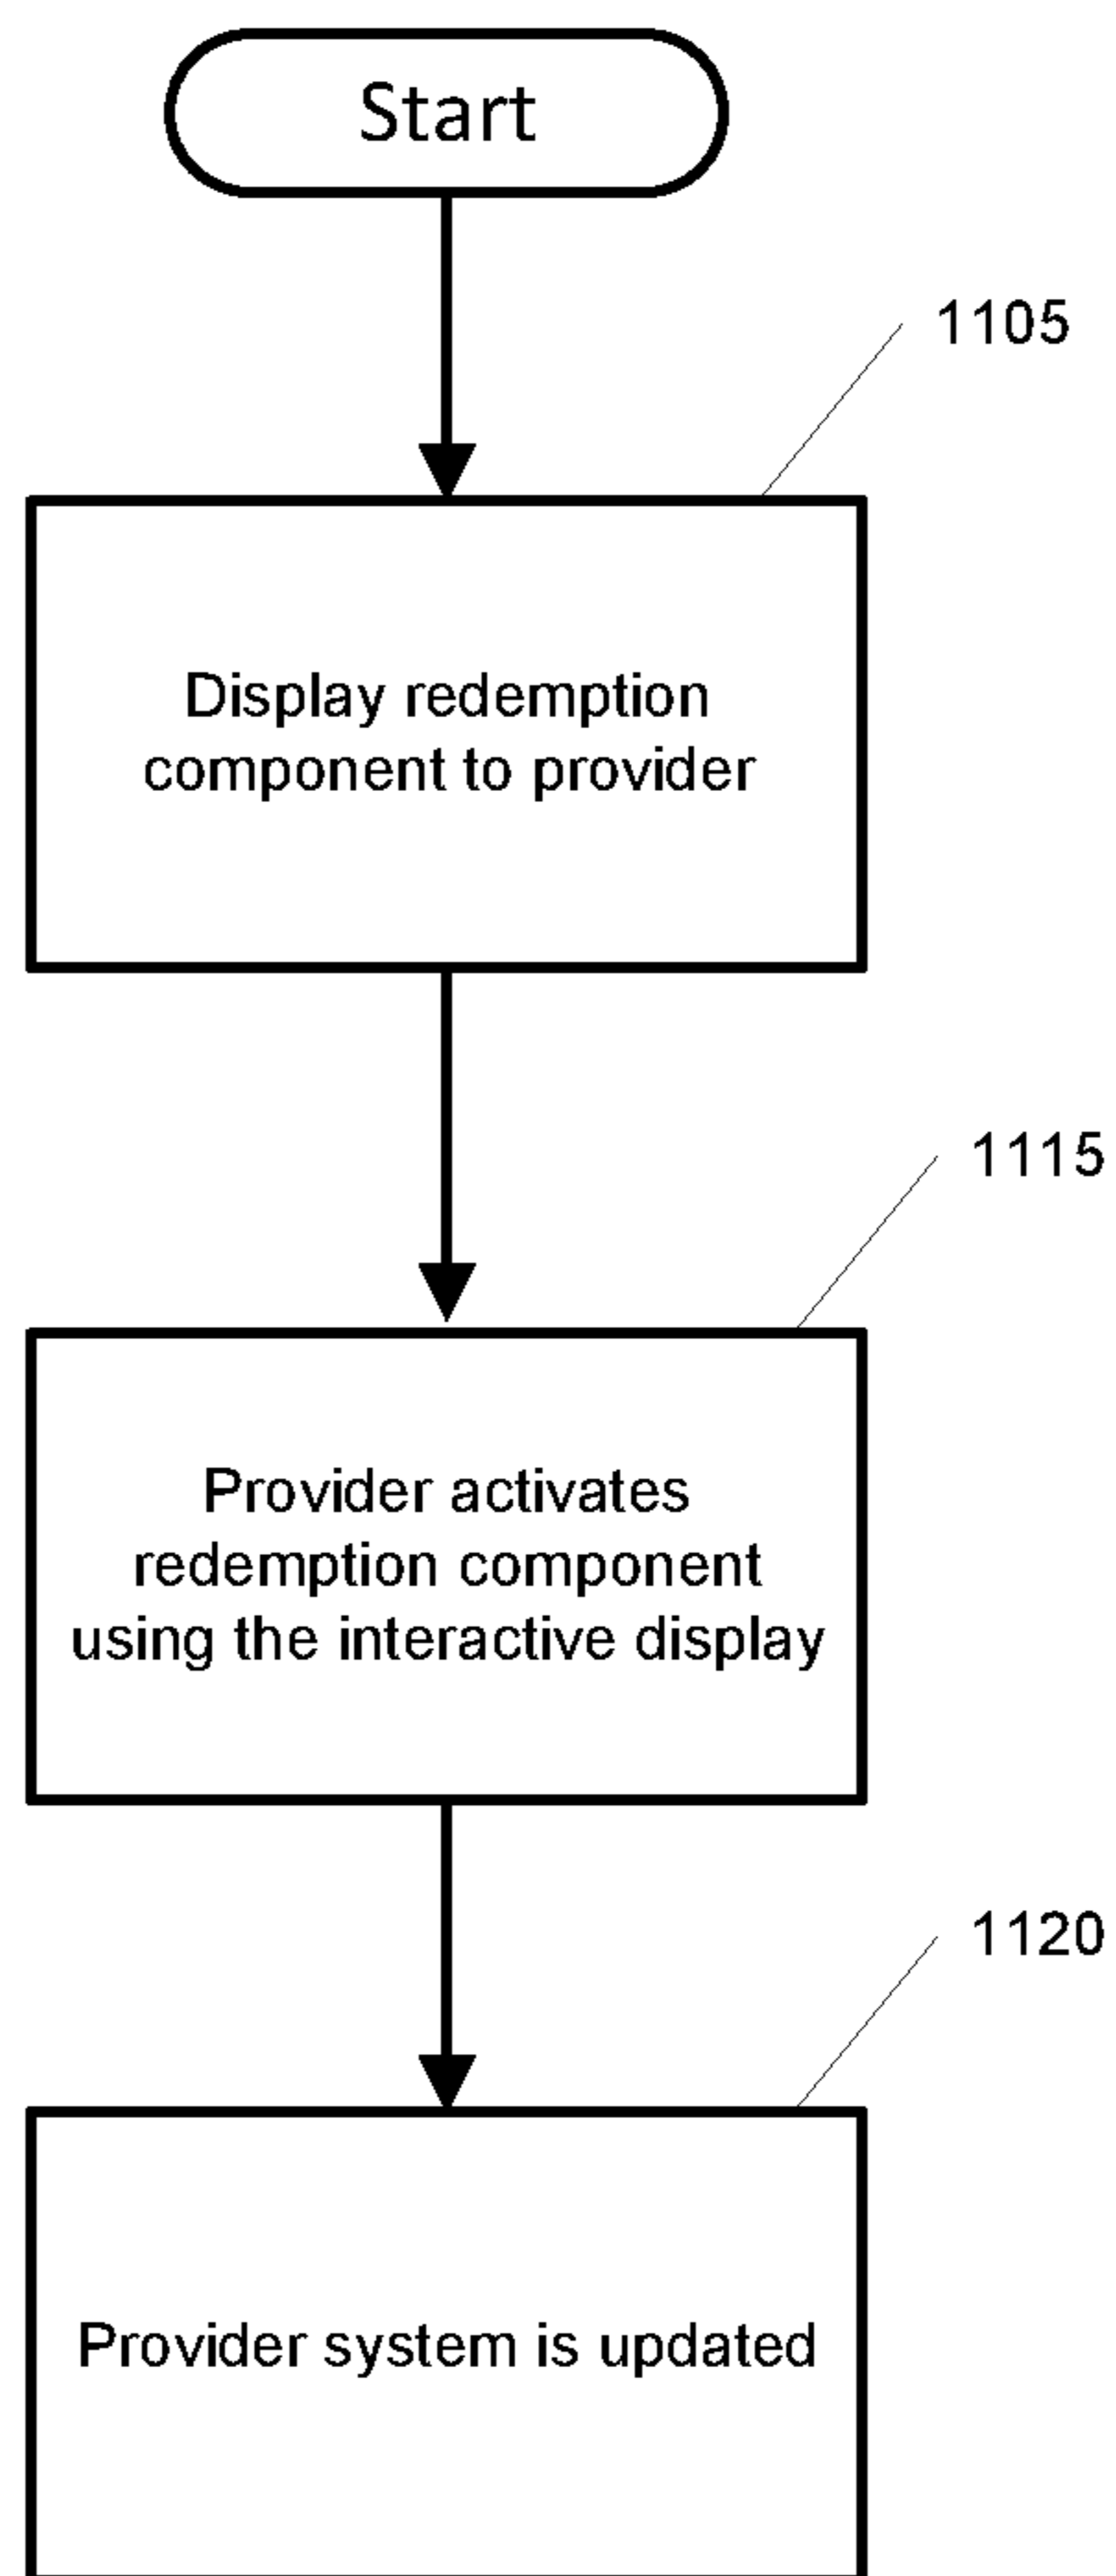 Start
1105
Display redemption
component to provider
1115
Provider activates
redemption component
using the interactive display
1120
Provider system is updated